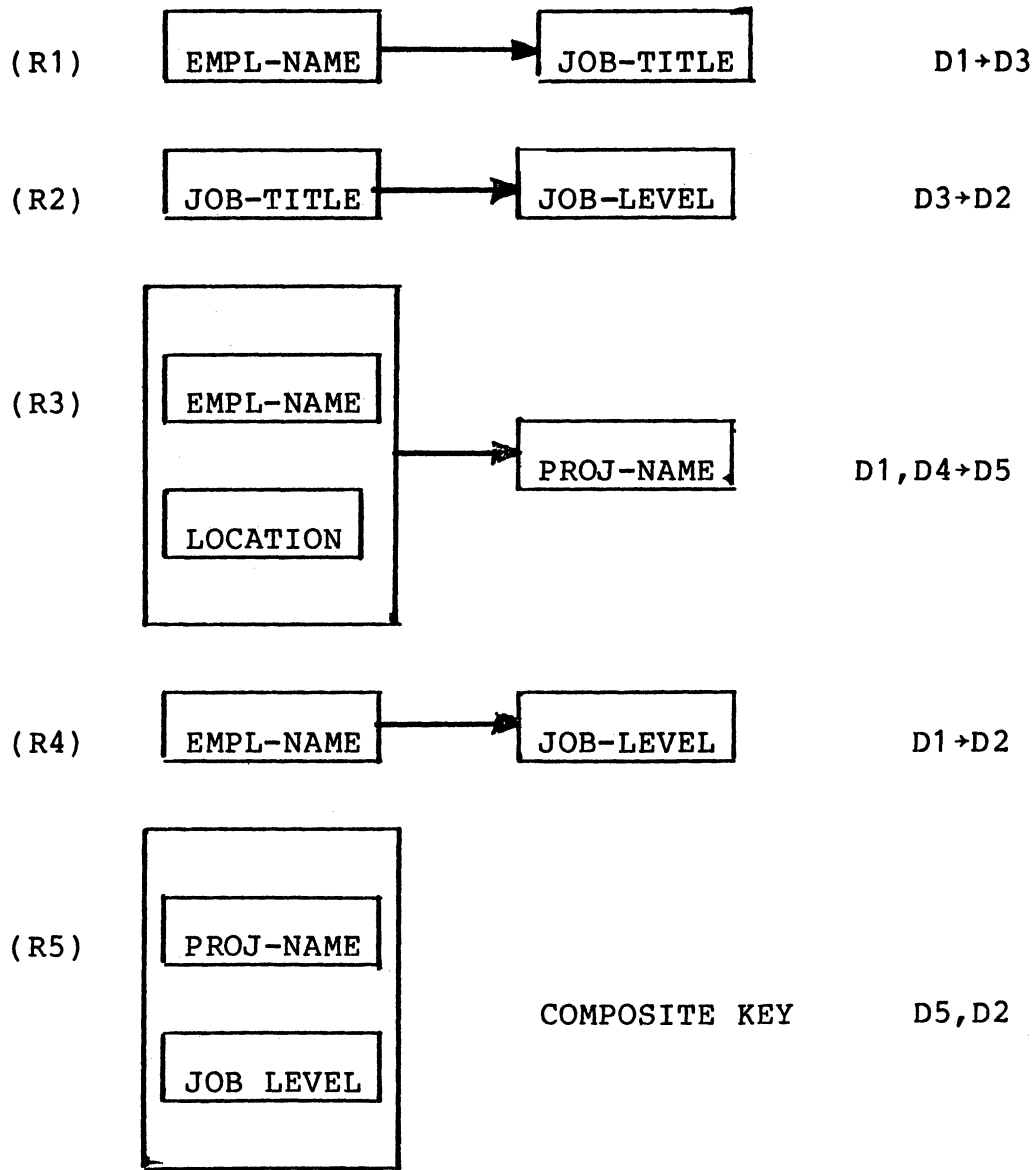 (R1) EMPL-NAME JOB-TITLE D1→D3
(R2) JOB-TITLE JOB-LEVEL D3→D2
(R3) EMPL-NAME
PROJ-NAME D1,D4→D5
LOCATION
(R4) EMPL-NAME JOB-LEVEL D1→D2
(R5) PROJ-NAME
COMPOSITE KEY D5,D2
JOB LEVEL